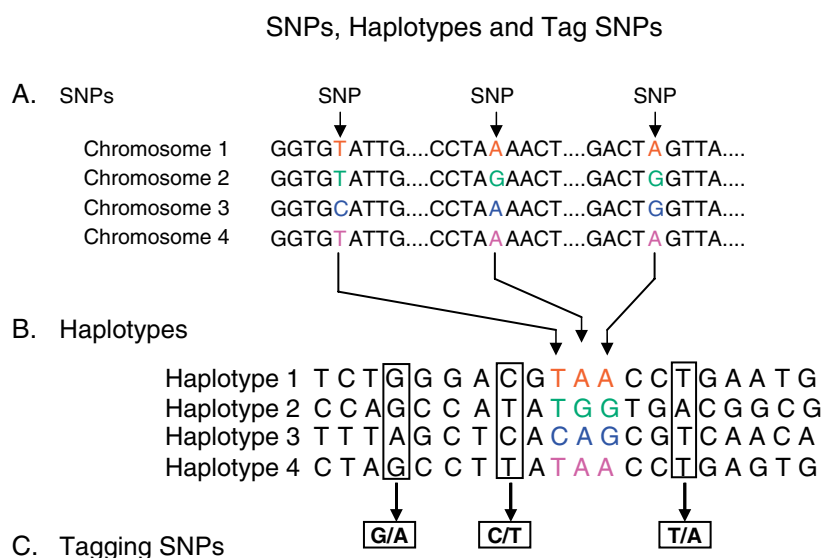 SNPs, Haplotypes and Tag SNPs
A. SNPs SNP SNP SNP
Chromosome 1 GGTGTATTG....CCTAAAACT....GACTAGTTA....
Chromosome 2 GGTGTATTG....CCTAGAACT....GACTGGTTA....
Chromosome 3 GGTGCATTG....CCTAAAACT....GACTGGTTA....
Chromosome 4 GGTGTATTG....CCTAAAACT....GACTAGTTA....
B. Haplotypes
Haplotype 1 T C T G G G A C G T A A C C T G A A T G
Haplotype 2 C C A G C C A T A T G G T G A C G G C G
Haplotype 3 T T T A G C T C A C A G C G T C A A C A
Haplotype 4 C T A G C C T T A T A A C C T G A G T G
G/A C/T T/A
C. Tagging SNPs